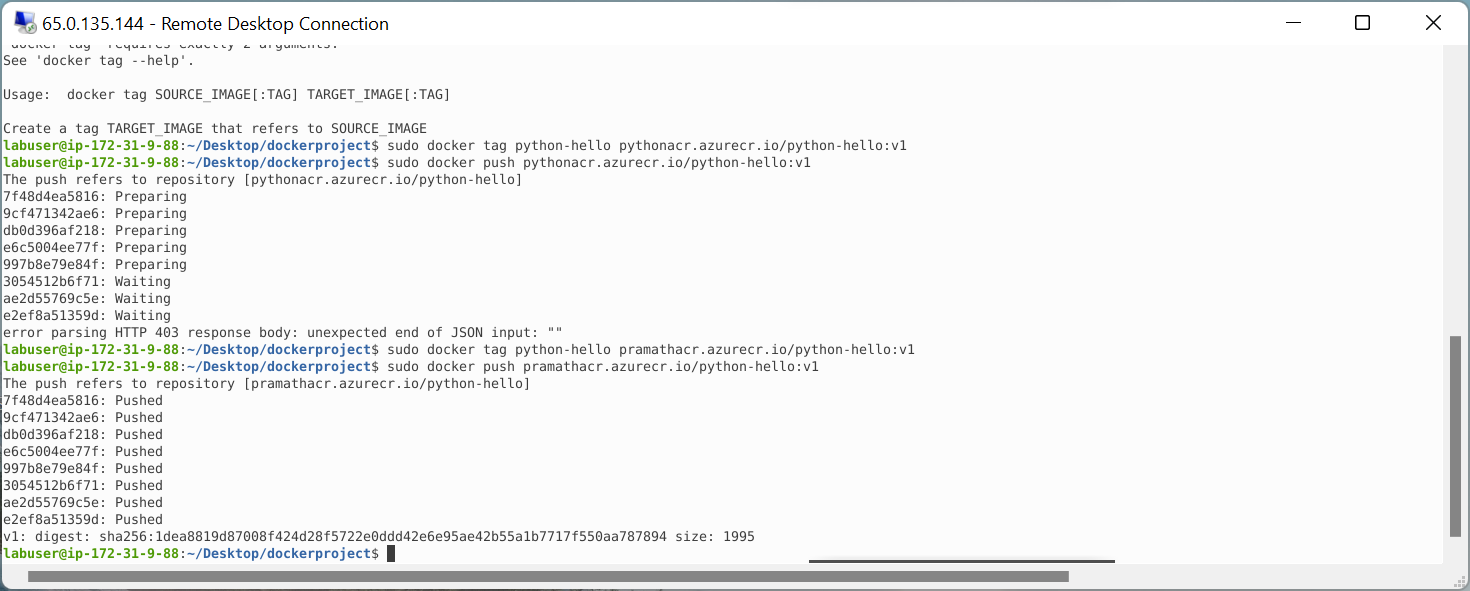 65.0.135.144 - Remote Desktop Connection
"docker tag" requires exactly 2 arguments.
See 'docker tag --help'.
Usage:  docker tag SOURCE_IMAGE[:TAG] TARGET_IMAGE[:TAG]
Create a tag TARGET_IMAGE that refers to SOURCE_IMAGE
labuser@ip-172-31-9-88:~/Desktop/dockerproject$ sudo docker tag python-hello pythonacr.azurecr.io/python-hello:v1
labuser@ip-172-31-9-88:~/Desktop/dockerproject$ sudo docker push pythonacr.azurecr.io/python-hello:v1
The push refers to repository [pythonacr.azurecr.io/python-hello]
7f48d4ea5816: Preparing
9cf471342ae6: Preparing
db0d396af218: Preparing
e6c5004ee77f: Preparing
997b8e79e84f: Preparing
3054512b6f71: Waiting
ae2d55769c5e: Waiting
e2ef8a51359d: Waiting
error parsing HTTP 403 response body: unexpected end of JSON input: ""
labuser@ip-172-31-9-88:~/Desktop/dockerproject$ sudo docker tag python-hello pramathacr.azurecr.io/python-hello:v1
labuser@ip-172-31-9-88:~/Desktop/dockerproject$ sudo docker push pramathacr.azurecr.io/python-hello:v1
The push refers to repository [pramathacr.azurecr.io/python-hello]
7f48d4ea5816: Pushed
9cf471342ae6: Pushed
db0d396af218: Pushed
e6c5004ee77f: Pushed
997b8e79e84f: Pushed
3054512b6f71: Pushed
ae2d55769c5e: Pushed
e2ef8a51359d: Pushed
v1: digest: sha256:1dea8819d87008f424d28f5722e0ddd42e6e95ae42b55a1b7717f550aa787894 size: 1995
labuser@ip-172-31-9-88:~/Desktop/dockerproject$